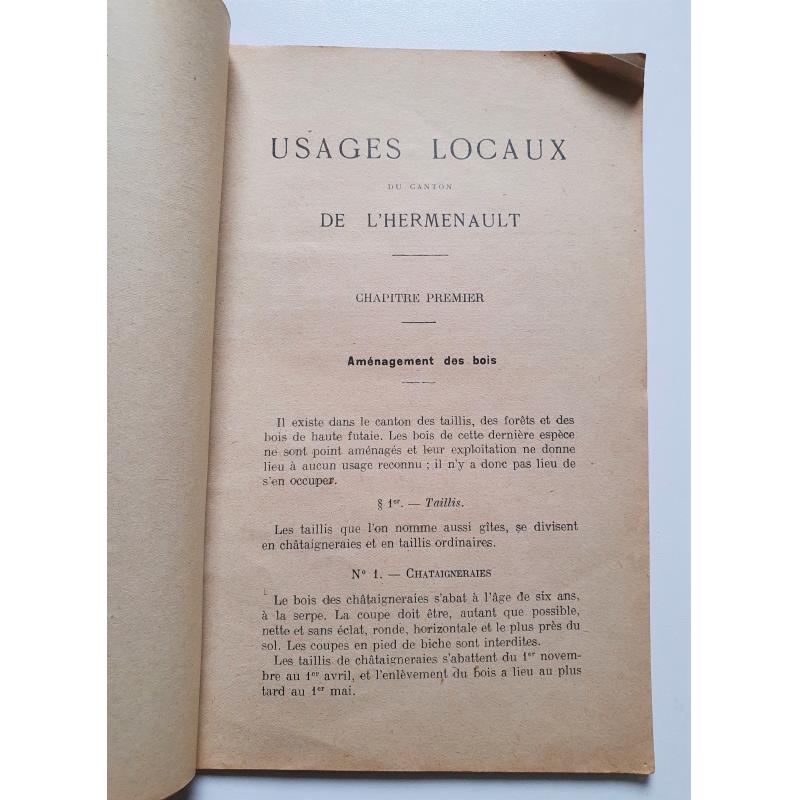 USAGES LOCAUX
DU CANTON
DE L'HERMENAULT
CHAPITRE PREMIER
Aménagement des bois
Il existe dans le canton des taillis, des forêts et des
bois de haute futaie. Les bois de cette dernière espèce
ne sont point aménagés et leur exploitation ne donne
lieu à aucun usage reconnu ; il n'y a donc pas lieu de
s'en occuper.
§ 1er. — Taillis.
Les taillis que l'on nomme aussi gîtes, se divisent
en châtaigneraies et en taillis ordinaires.
N° 1. — CHATAIGNERAIES
Le bois des châtaigneraies s'abat à l'âge de six ans,
à la serpe. La coupe doit être, autant que possible,
nette et sans éclat, ronde, horizontale et le plus près du
sol. Les coupes en pied de biche sont interdites.
Les taillis de châtaigneraies s'abattent du 1er novem-
bre au 1er avril, et l'enlèvement du bois a lieu au plus
tard au 1er mai.